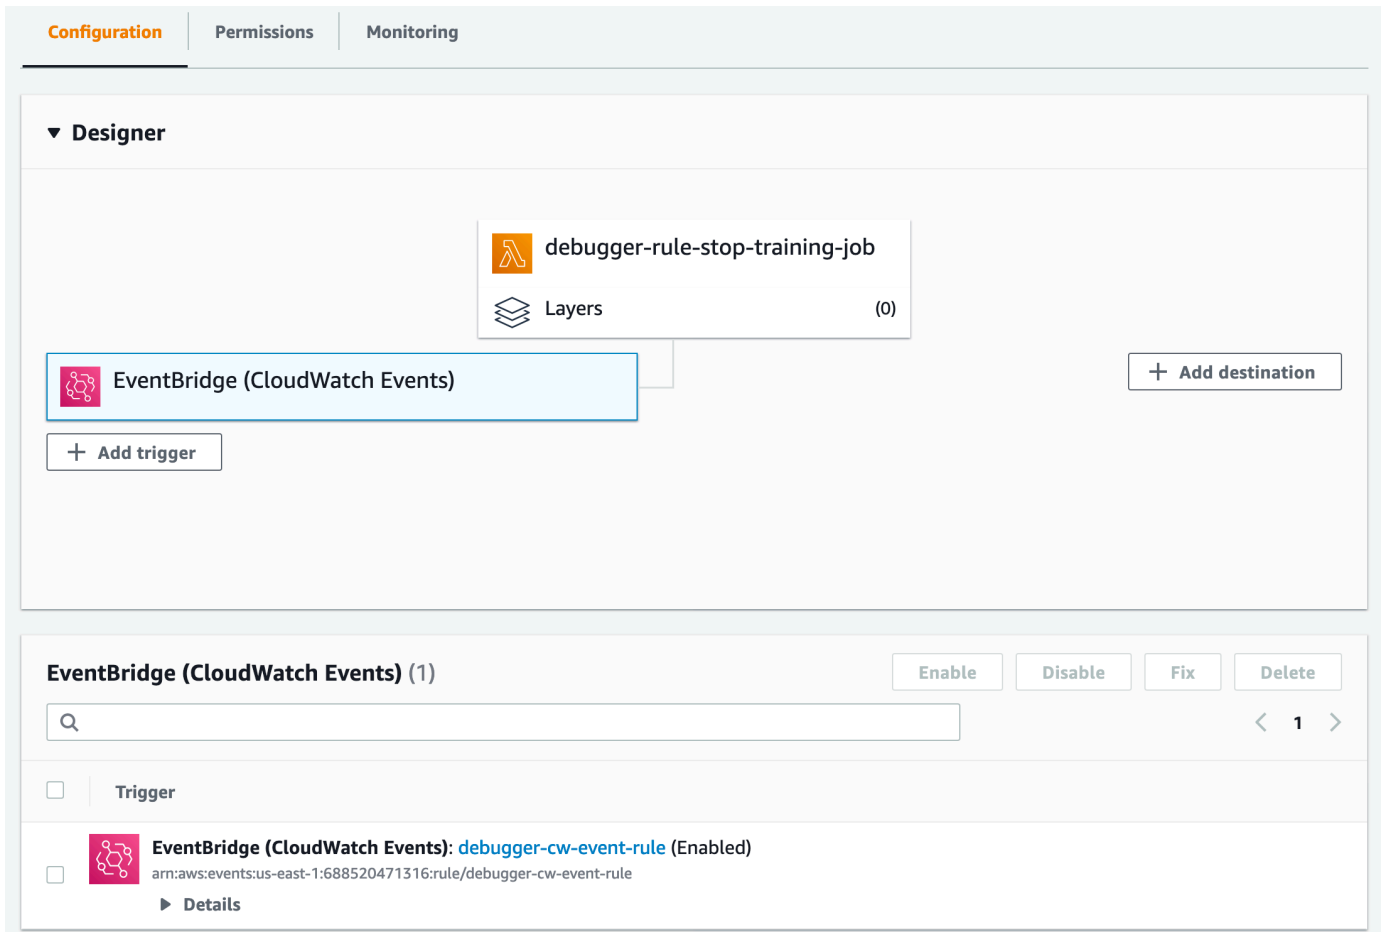 Configuration
Permissions
Monitoring
Designer
debugger-rule-stop-training-job
Layers
(0)
EventBridge (CloudWatch Events)
Add destination
Add trigger
EventBridge (CloudWatch Events) (1)
Enable
Disable
Fix
Delete
1
Trigger
EventBridge (CloudWatch Events): debugger-cw-event-rule (Enabled)
arn:aws:events:us-east-1:688520471316:rule/debugger-cw-event-rule
Details